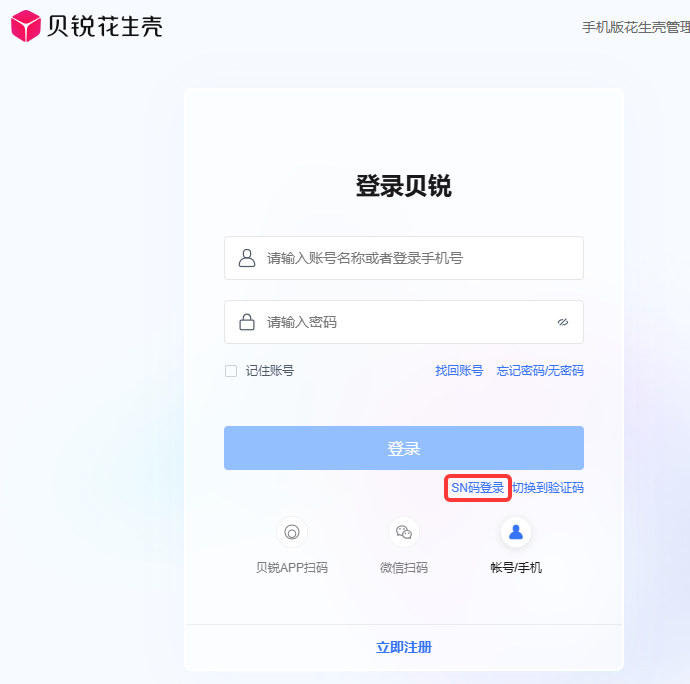 贝锐花生壳
手机版花生壳管理
登录贝锐
请输入账号名称或者登录手机号
请输入密码
记住账号 找回账号 忘记密码/无密码
登录
SN码登录 切换到验证码
贝锐APP扫码 微信扫码 帐号/手机
立即注册